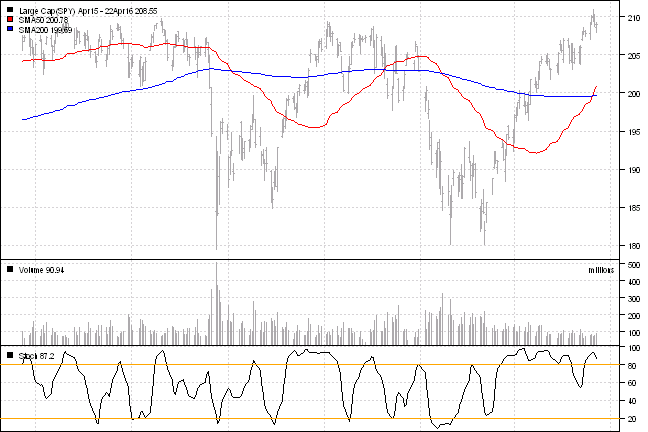 Large Cap(SPY) Apr15 - 22Apr16 208.55
SMA50 200.78
SMA200 199.69
210
205
200
195
190
185
180
Volume 90.94
millions
500
400
300
200
100
Stoch 87.2
100
80
60
40
20